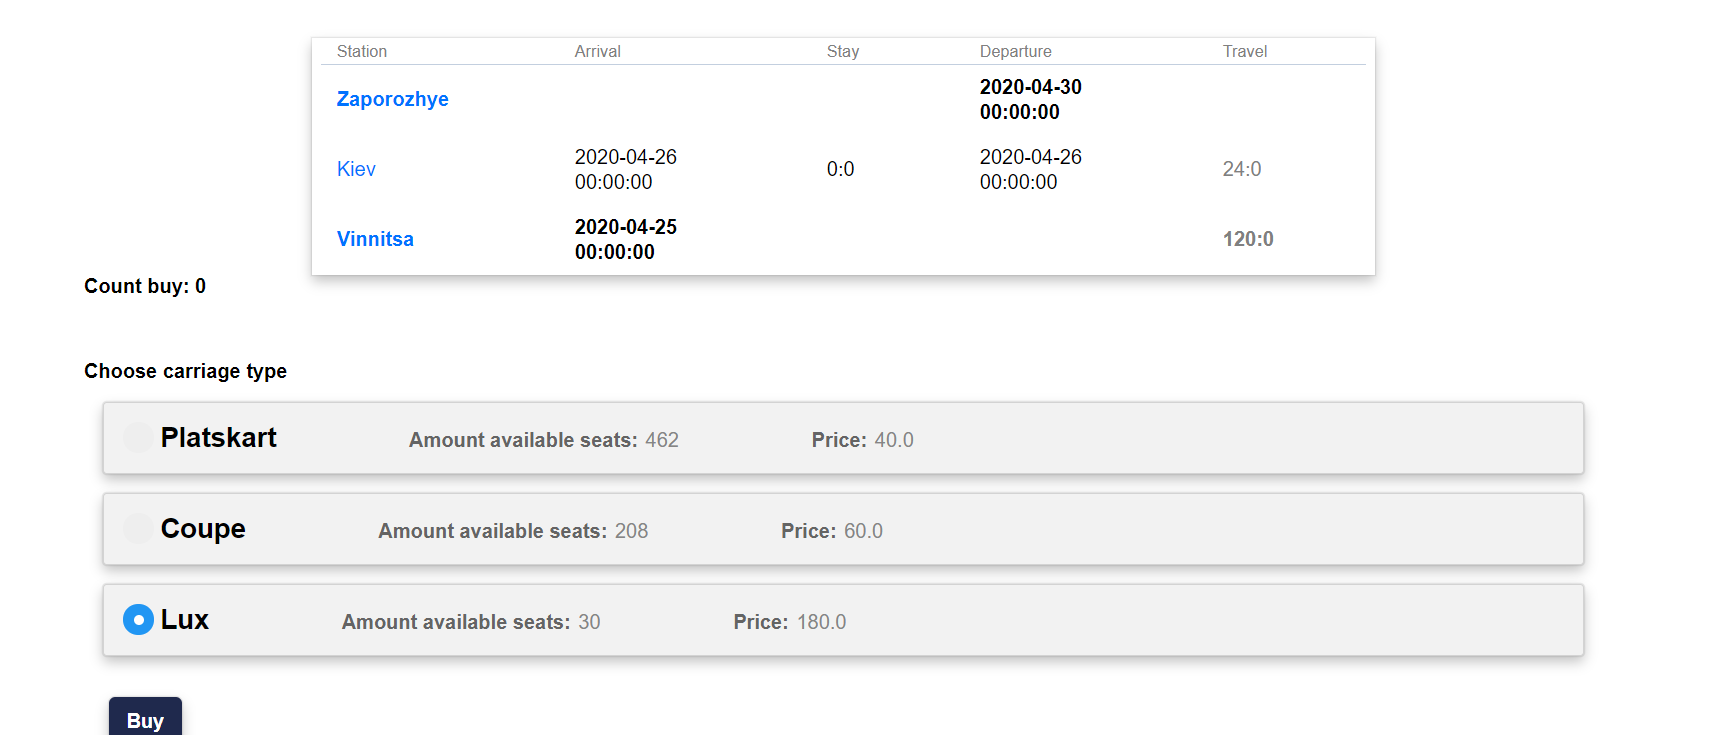 Station Arrival Stay Departure Travel
Zaporozhye 2020-04-30 00:00:00
Kiev 2020-04-26 00:00:00 0:0 2020-04-26 00:00:00 24:0
Vinnitsa 2020-04-25 00:00:00 120:0
Count buy: 0
Choose carriage type
Platskart Amount available seats: 462 Price: 40.0
Coupe Amount available seats: 208 Price: 60.0
Lux Amount available seats: 30 Price: 180.0
Buy